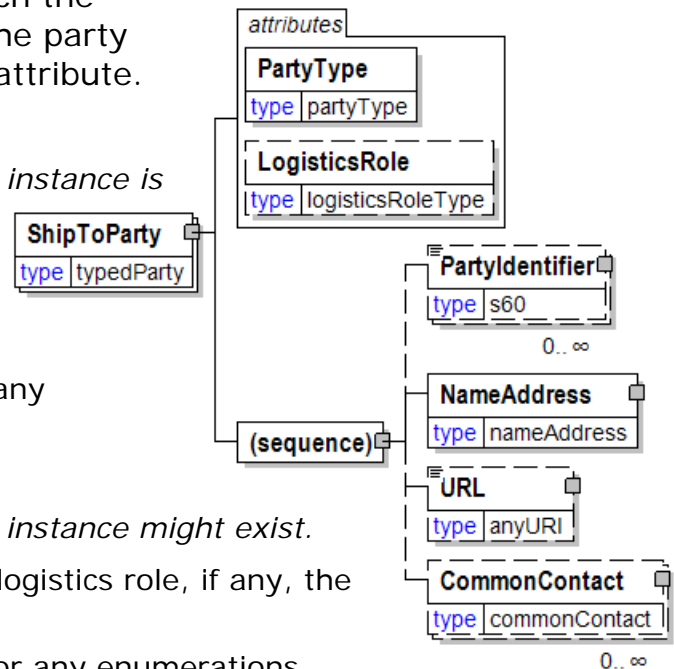 ch the
ne party
attribute.
instance is
any
instance might exist.
logistics role, if any, the
or any enumerations
attributes
PartyType
type partyType
LogisticsRole
type logisticsRoleType
ShipToParty
type typedParty
(sequence)
PartyIdentifier
type s60
0.. ∞
NameAddress
type nameAddress
URL
type anyURI
CommonContact
type commonContact
0.. ∞